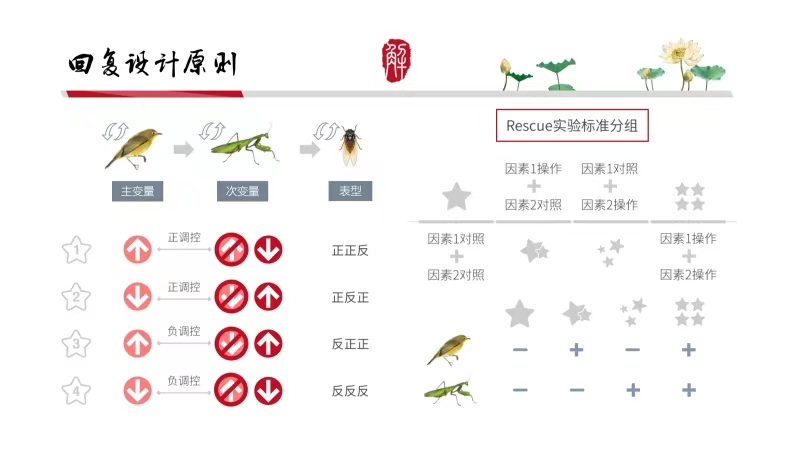 回复设计原则
解
主变量
次变量
表型
1
正调控
正正反
2
正调控
正反正
3
负调控
反正正
4
负调控
反反反
Rescue实验标准分组
因素1操作
+
因素2对照
因素1对照
+
因素2操作
因素1对照
+
因素2对照
因素1操作
+
因素2操作
− + − +
− − + +